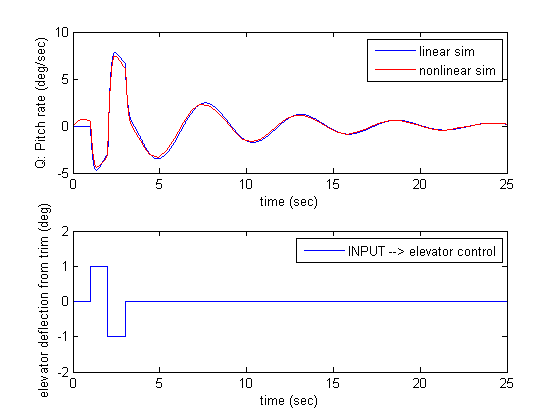 10
5
0
-5
Q: Pitch rate (deg/sec)
linear sim
nonlinear sim
0 5 10 15 20 25
time (sec)
2
1
0
-1
-2
elevator deflection from trim (deg)
INPUT --> elevator control
0 5 10 15 20 25
time (sec)